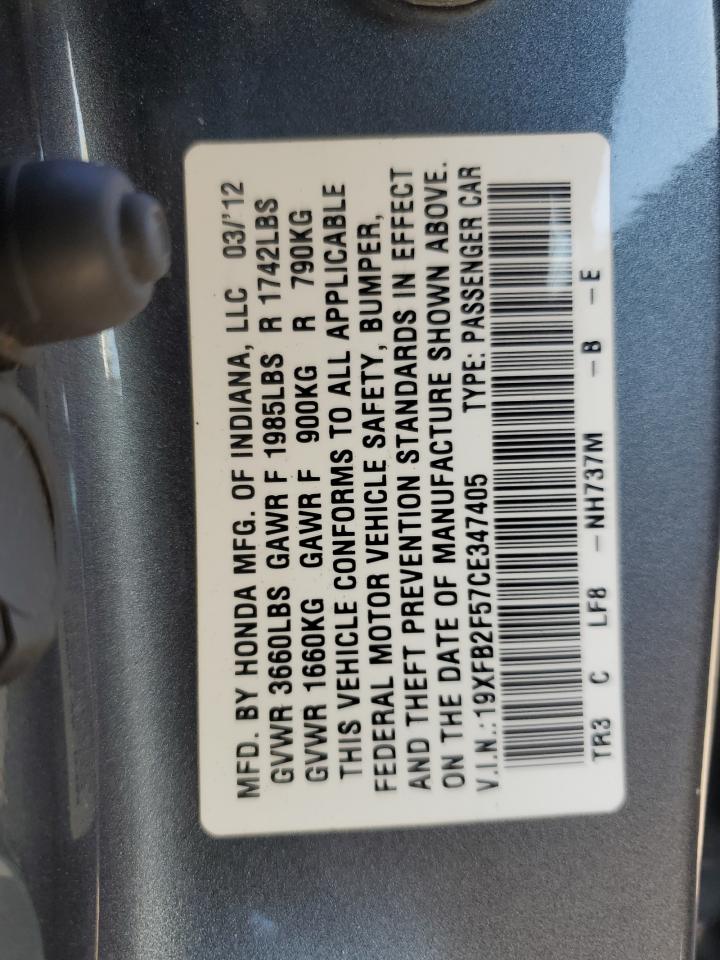 MFD. BY HONDA MFG. OF INDIANA, LLC 03/'12
GVWR 3660LBS GAWR F 1985LBS R 1742LBS
GVWR 1660KG GAWR F 900KG R 790KG
THIS VEHICLE CONFORMS TO ALL APPLICABLE
FEDERAL MOTOR VEHICLE SAFETY, BUMPER,
AND THEFT PREVENTION STANDARDS IN EFFECT
ON THE DATE OF MANUFACTURE SHOWN ABOVE.
V.I.N.:19XFB2F57CE347405 TYPE: PASSENGER CAR
TR3 C LF8 -NH737M -B -E